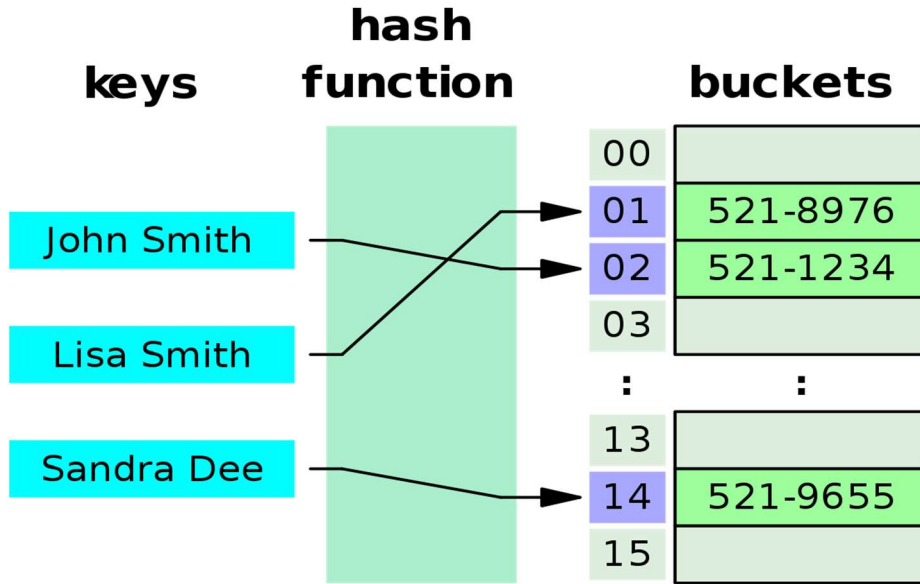 keys
hash
function
buckets
John Smith
Lisa Smith
Sandra Dee
00
01 521-8976
02 521-1234
03
: :
13
14 521-9655
15